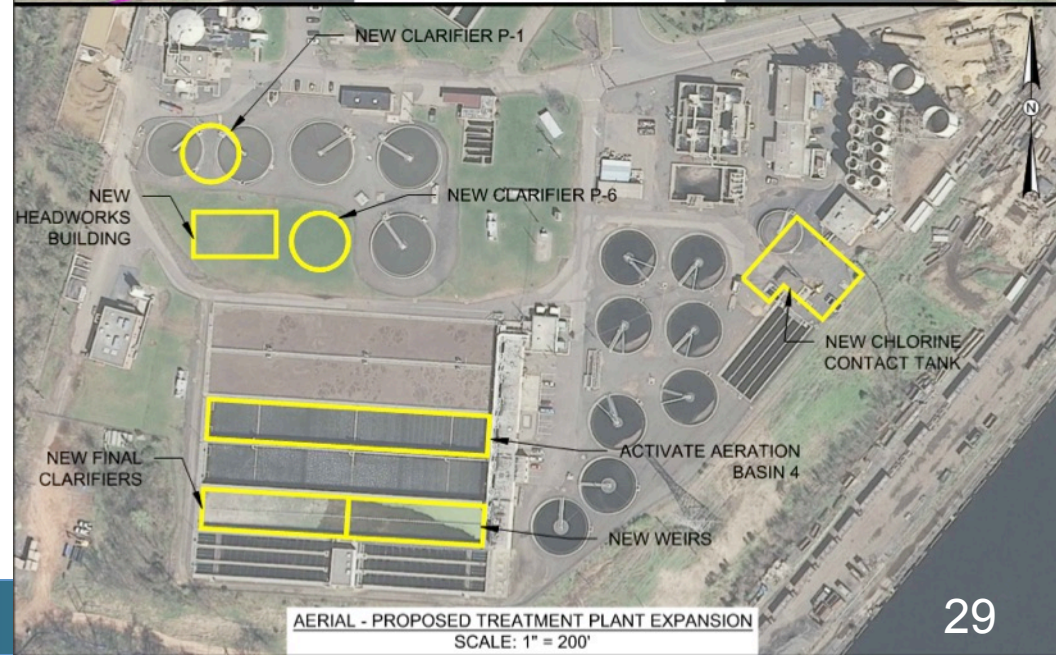 NEW CLARIFIER P-1
N
NEW
HEADWORKS
BUILDING
NEW CLARIFIER P-6
NEW CHLORINE
CONTACT TANK
NEW FINAL
CLARIFIERS
ACTIVATE AERATION
BASIN 4
NEW WEIRS
AERIAL - PROPOSED TREATMENT PLANT EXPANSION
SCALE: 1" = 200'
29